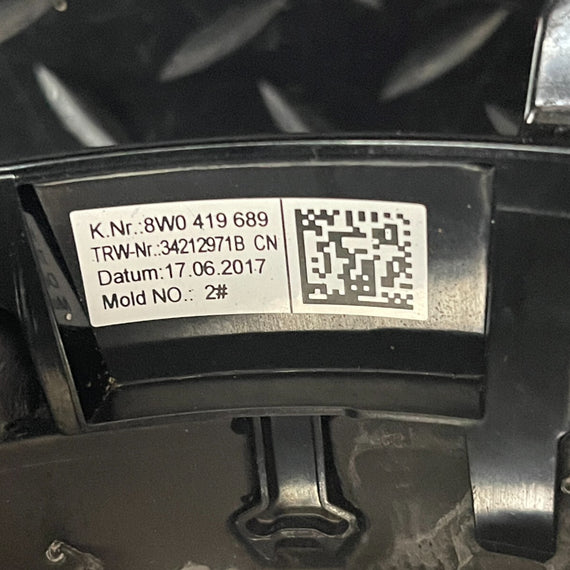 K.Nr.:8W0 419 689
TRW-Nr.:34212971B CN
Datum:17.06.2017
Mold NO.: 2#